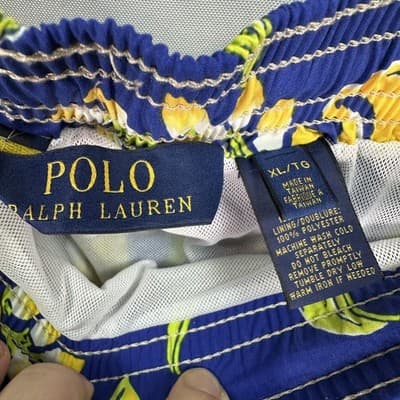 POLO
RALPH LAUREN
XL/TG
MADE IN
TAIWAN
FABRIQUÉ À
TAIWAN
LINING/DOUBLURE:
100% POLYESTER
MACHINE WASH COLD
SEPARATELY
DO NOT BLEACH
REMOVE PROMPTLY
TUMBLE DRY LOW
WARM IRON IF NEEDED